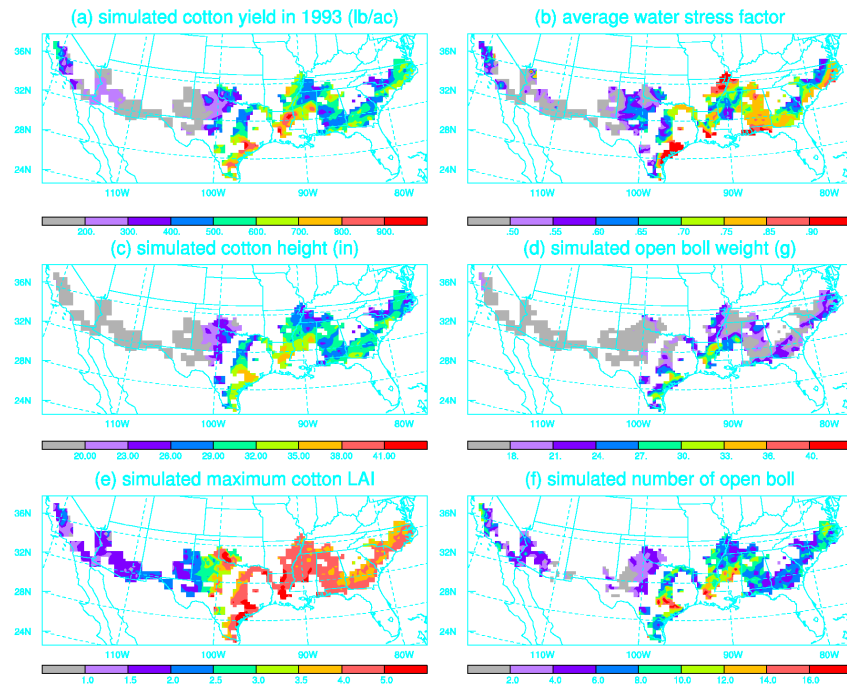 (a) simulated cotton yield in 1993 (lb/ac)
(b) average water stress factor
36N
32N
28N
24N
110W
100W
90W
80W
36N
32N
28N
24N
110W
100W
90W
80W
200. 300. 400. 500. 600. 700. 800. 900.
.50 .55 .60 .65 .70 .75 .85 .90
(c) simulated cotton height (in)
(d) simulated open boll weight (g)
36N
32N
28N
24N
110W
100W
90W
80W
36N
32N
28N
24N
110W
100W
90W
80W
20.00 23.00 26.00 29.00 32.00 35.00 36.00 41.00
18. 21. 24. 27. 30. 33. 36. 40.
(e) simulated maximum cotton LAI
(f) simulated number of open boll
36N
32N
28N
24N
110W
100W
90W
80W
36N
32N
28N
24N
110W
100W
90W
80W
1.0 1.5 2.0 2.5 3.0 3.5 4.0 5.0
2.0 4.0 6.0 8.0 10.0 12.0 14.0 16.0